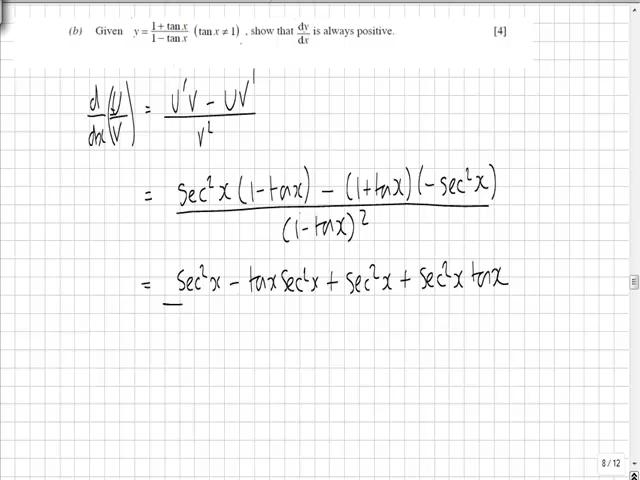 (b) Given y = (1 + tan x)/(1 − tan x) (tan x ≠ 1) , show that dy/dx is always positive. [4]
d/dx (U/V) = (U'V − UV')/V²
= (sec²x (1 − tan x) − (1 + tan x)(−sec²x))/(1 − tan x)²
= sec²x − tan x sec²x + sec²x + sec²x tan x
8 / 12